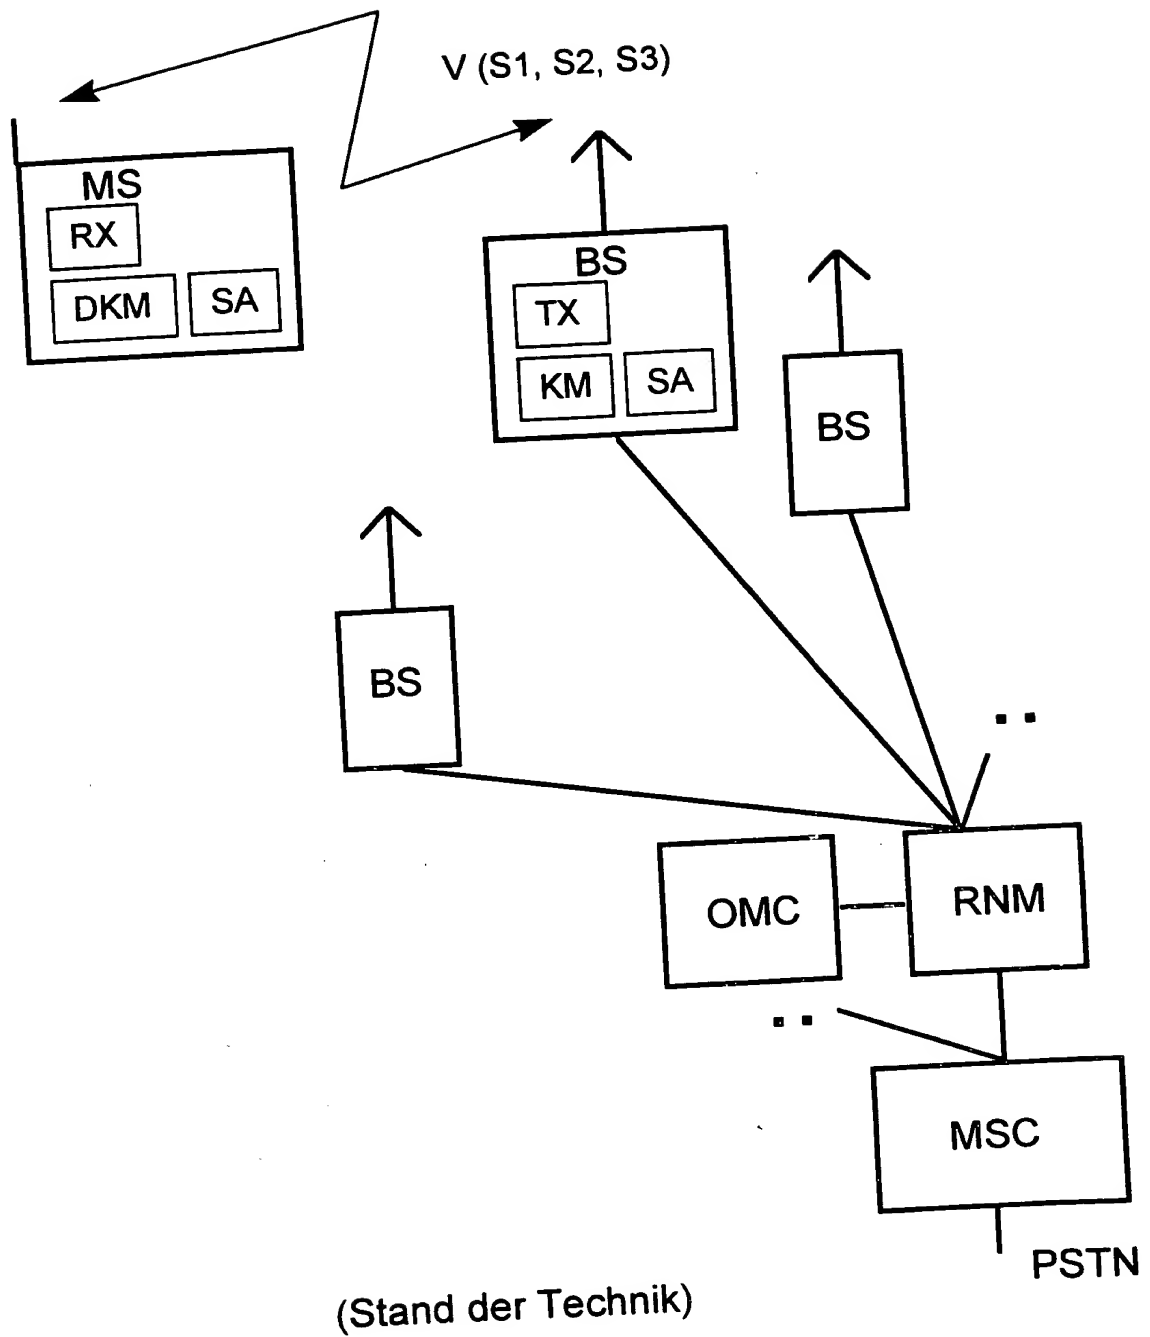 V (S1, S2, S3)
MS
RX
DKM
SA
BS
TX
KM
SA
BS
BS
OMC
RNM
MSC
PSTN
(Stand der Technik)